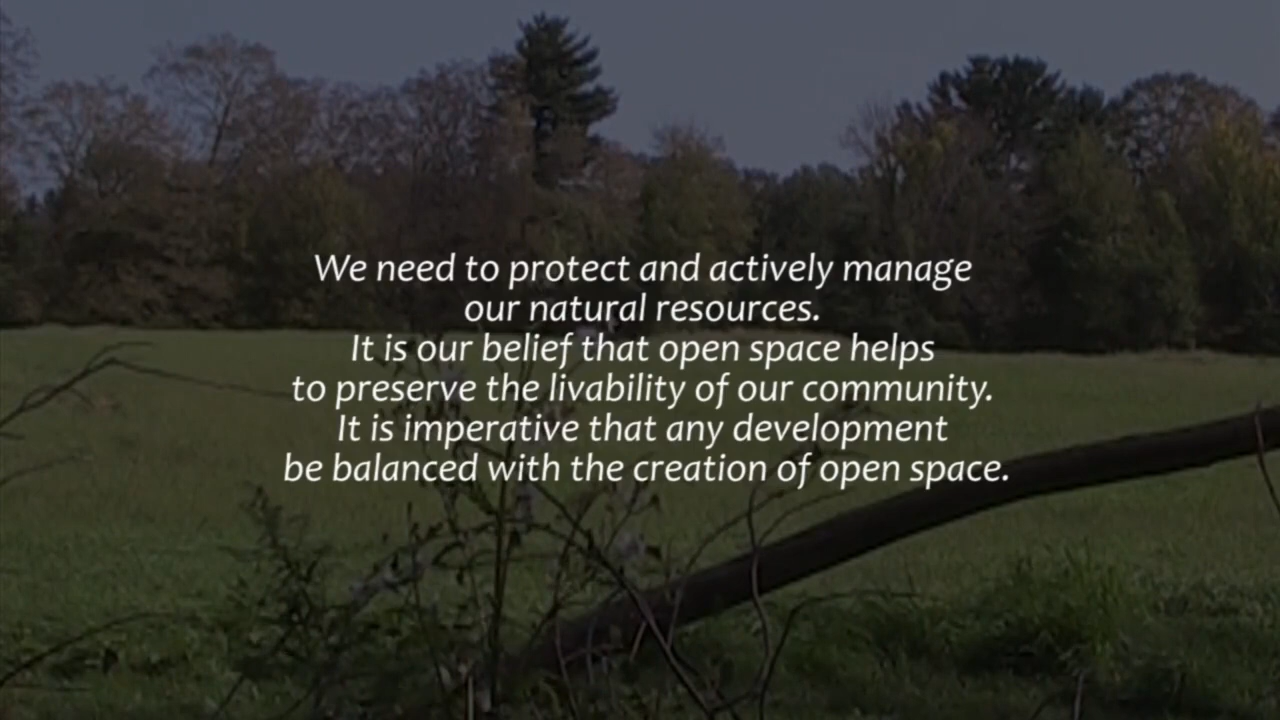 We need to protect and actively manage
our natural resources.
It is our belief that open space helps
to preserve the livability of our community.
It is imperative that any development
be balanced with the creation of open space.